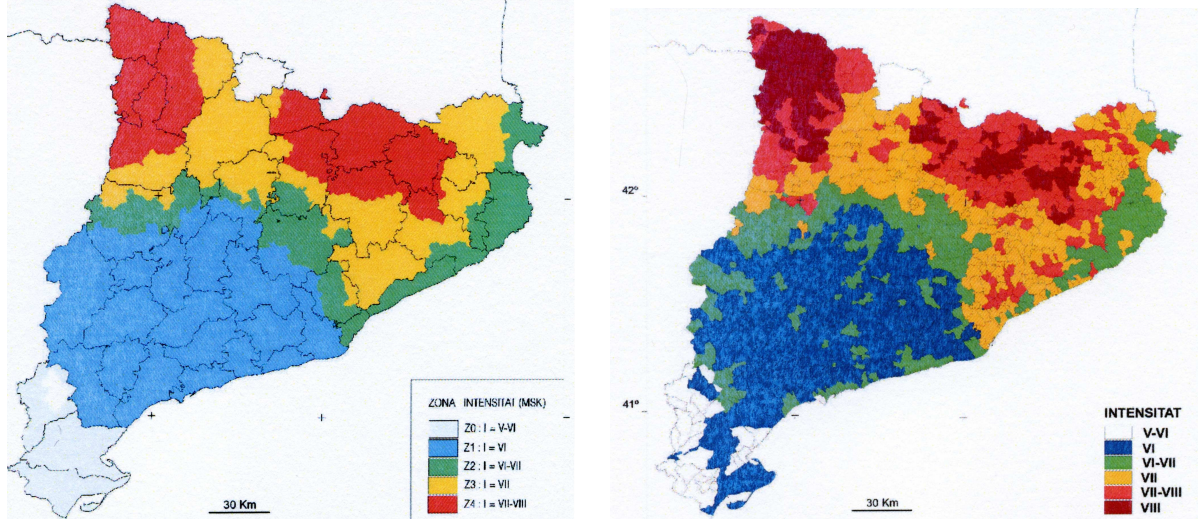 ZONA INTENSITAT (MSK)
Z0 : I = V-VI
Z1 : I = VI
Z2 : I = VI-VII
Z3 : I = VII
Z4 : I = VII-VIII
30 Km
42º
41º
INTENSITAT
V-VI
VI
VI-VII
VII
VII-VIII
VIII
30 Km